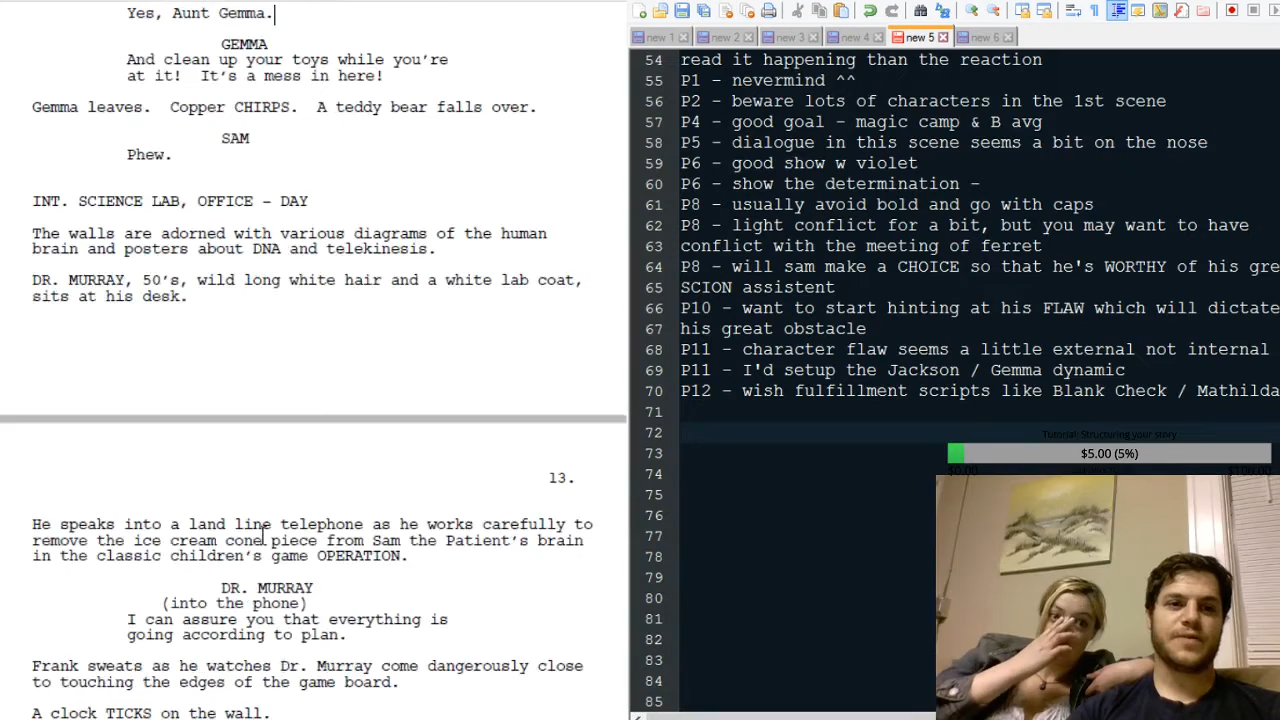 Yes, Aunt Gemma.
GEMMA
And clean up your toys while you're
at it! It's a mess in here!
Gemma leaves. Copper CHIRPS. A teddy bear falls over.
SAM
Phew.
INT. SCIENCE LAB, OFFICE - DAY
The walls are adorned with various diagrams of the human
brain and posters about DNA and telekinesis.
DR. MURRAY, 50's, wild long white hair and a white lab coat,
sits at his desk.
13.
He speaks into a land line telephone as he works carefully to
remove the ice cream cone piece from Sam the Patient's brain
in the classic children's game OPERATION.
DR. MURRAY
(into the phone)
I can assure you that everything is
going according to plan.
Frank sweats as he watches Dr. Murray come dangerously close
to touching the edges of the game board.
A clock TICKS on the wall.
new 1 new 2 new 3 new 4 new 5 new 6
54 read it happening than the reaction
55 P1 - nevermind ^^
56 P2 - beware lots of characters in the 1st scene
57 P4 - good goal - magic camp & B avg
58 P5 - dialogue in this scene seems a bit on the nose
59 P6 - good show w violet
60 P6 - show the determination -
61 P8 - usually avoid bold and go with caps
62 P8 - light conflict for a bit, but you may want to have
63 conflict with the meeting of ferret
64 P8 - will sam make a CHOICE so that he's WORTHY of his gre
65 SCION assistent
66 P10 - want to start hinting at his FLAW which will dictate
67 his great obstacle
68 P11 - character flaw seems a little external not internal
69 P11 - I'd setup the Jackson / Gemma dynamic
70 P12 - wish fulfillment scripts like Blank Check / Mathilda
71
72
73
74
75
76
77
78
79
80
81
82
83
84
85
Tutorial: Structuring your story
$5.00 (5%)
$0.00